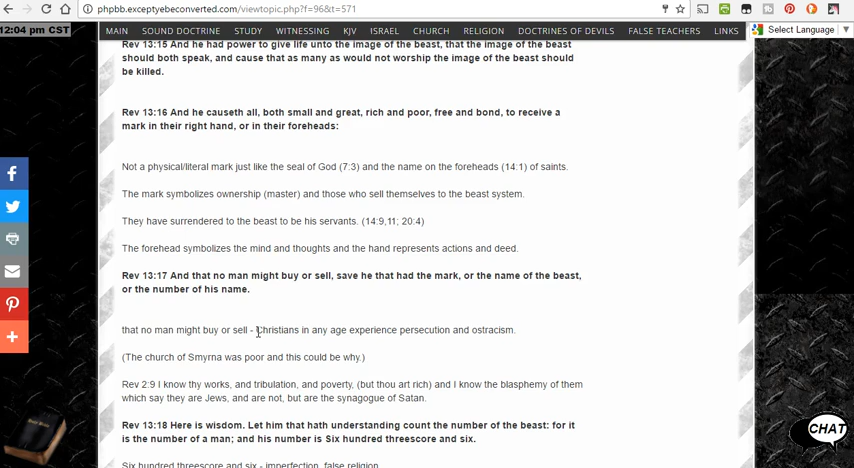 phpbb.exceptyebeconverted.com/viewtopic.php?f=96&t=571
12:04 pm CST
MAIN SOUND DOCTRINE STUDY WITNESSING KJV ISRAEL CHURCH RELIGION DOCTRINES OF DEVILS FALSE TEACHERS LINKS
Select Language
Rev 13:15 And he had power to give life unto the image of the beast, that the image of the beast
should both speak, and cause that as many as would not worship the image of the beast should
be killed.
Rev 13:16 And he causeth all, both small and great, rich and poor, free and bond, to receive a
mark in their right hand, or in their foreheads:
Not a physical/literal mark just like the seal of God (7:3) and the name on the foreheads (14:1) of saints.
The mark symbolizes ownership (master) and those who sell themselves to the beast system.
They have surrendered to the beast to be his servants. (14:9,11; 20:4)
The forehead symbolizes the mind and thoughts and the hand represents actions and deed.
Rev 13:17 And that no man might buy or sell, save he that had the mark, or the name of the beast,
or the number of his name.
that no man might buy or sell - Christians in any age experience persecution and ostracism.
(The church of Smyrna was poor and this could be why.)
Rev 2:9 I know thy works, and tribulation, and poverty, (but thou art rich) and I know the blasphemy of them
which say they are Jews, and are not, but are the synagogue of Satan.
Rev 13:18 Here is wisdom. Let him that hath understanding count the number of the beast: for it
is the number of a man; and his number is Six hundred threescore and six.
Six hundred threescore and six - imperfection, false religion
CHAT